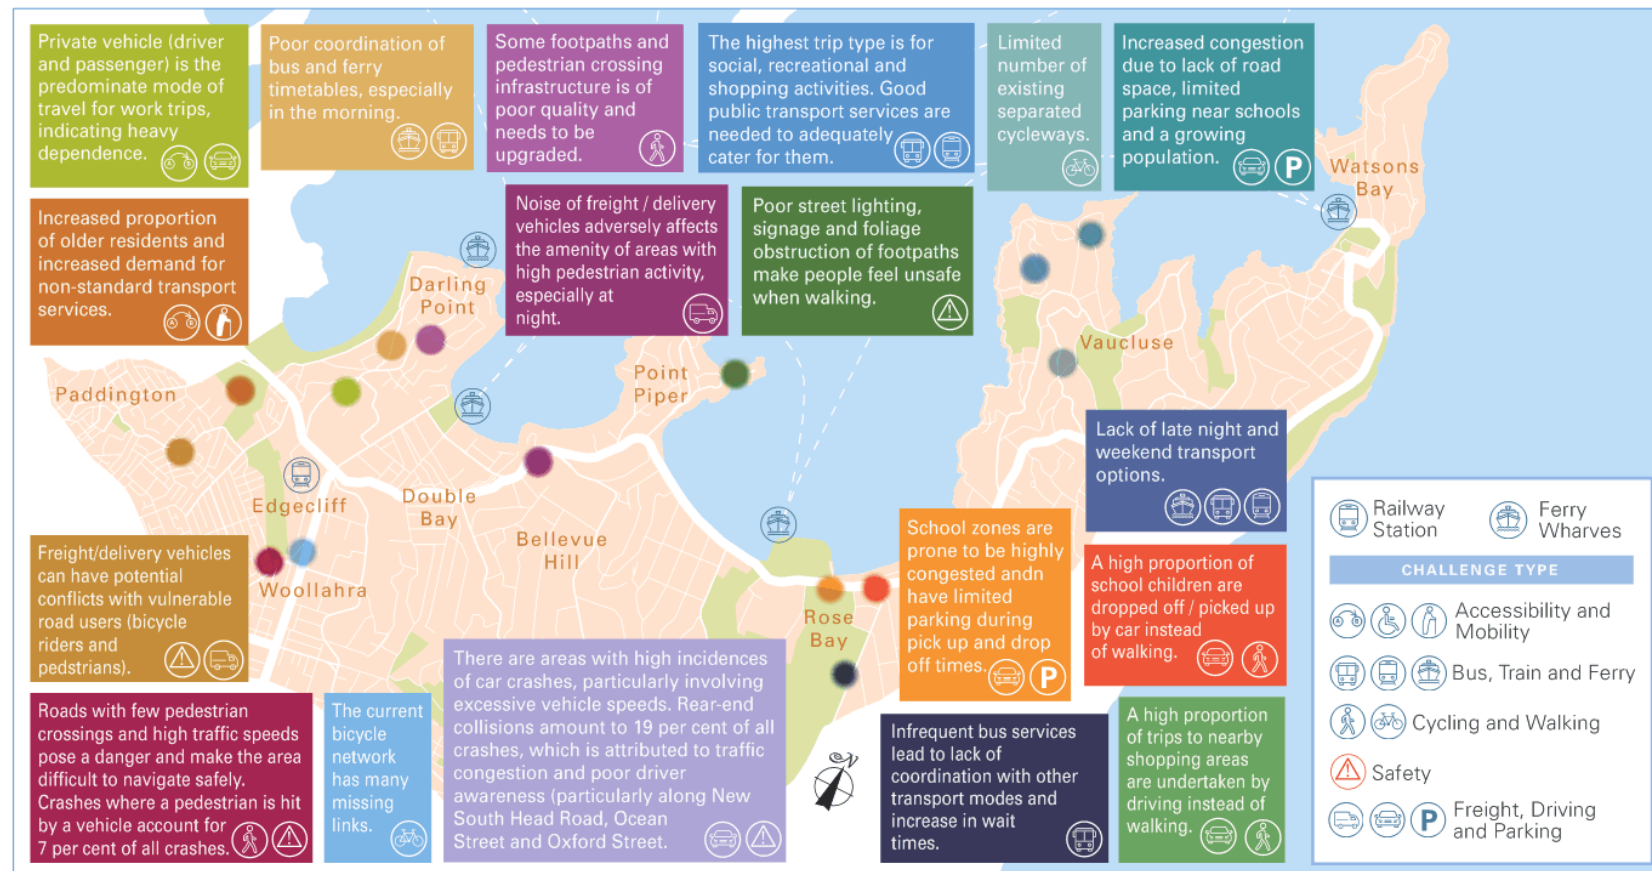 Private vehicle (driver
and passenger) is the
predominate mode of
travel for work trips,
indicating heavy
dependence.
Poor coordination of
bus and ferry
timetables, especially
in the morning.
Some footpaths and
pedestrian crossing
infrastructure is of
poor quality and
needs to be
upgraded.
The highest trip type is for
social, recreational and
shopping activities. Good
public transport services are
needed to adequately
cater for them.
Limited
number of
existing
separated
cycleways.
Increased congestion
due to lack of road
space, limited
parking near schools
and a growing
population.
P
Watsons
Bay
Increased proportion
of older residents and
increased demand for
non-standard transport
services.
Darling
Point
Noise of freight / delivery
vehicles adversely affects
the amenity of areas with
high pedestrian activity,
especially at
night.
Poor street lighting,
signage and foliage
obstruction of footpaths
make people feel unsafe
when walking.
Vaucluse
Paddington
Point
Piper
Edgecliff
Double
Bay
Bellevue
Hill
Woollahra
Rose
Bay
Lack of late night and
weekend transport
options.
Freight/delivery vehicles
can have potential
conflicts with vulnerable
road users (bicycle
riders and
pedstrians).
School zones are
prone to be highly
congested andn
have limited
parking during
pick up and drop
off times.
P
A high proportion of
school children are
dropped off / picked up
by car instead
of walking.
Roads with few pedestrian
crossings and high traffic speeds
pose a danger and make the area
difficult to navigate safely.
Crashes where a pedestrian is hit
by a vehicle account for
7 per cent of all crashes.
The current
bicycle
network
has many
missing
links.
There are areas with high incidences
of car crashes, particularly involving
excessive vehicle speeds. Rear-end
collisions amount to 19 per cent of all
crashes, which is attributed to traffic
congestion and poor driver
awareness (particularly along New
South Head Road, Ocean
Street and Oxford Street.
N
Infrequent bus services
lead to lack of
coordination with other
transport modes and
increase in wait
times.
A high proportion
of trips to nearby
shopping areas
are undertaken by
driving instead of
walking.
Railway
Station
Ferry
Wharves
CHALLENGE TYPE
Accessibility and
Mobility
Bus, Train and Ferry
Cycling and Walking
Safety
P
Freight, Driving
and Parking